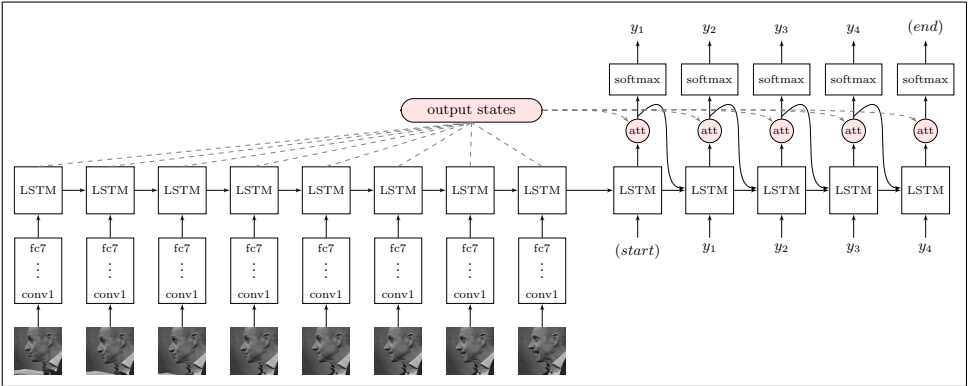 y₁ y₂ y₃ y₄ (end)
softmax softmax softmax softmax softmax
output states
att att att att att
LSTM LSTM LSTM LSTM LSTM LSTM LSTM LSTM LSTM LSTM LSTM LSTM LSTM
(start) y₁ y₂ y₃ y₄
fc7 fc7 fc7 fc7 fc7 fc7 fc7 fc7
⋮ ⋮ ⋮ ⋮ ⋮ ⋮ ⋮ ⋮
conv1 conv1 conv1 conv1 conv1 conv1 conv1 conv1